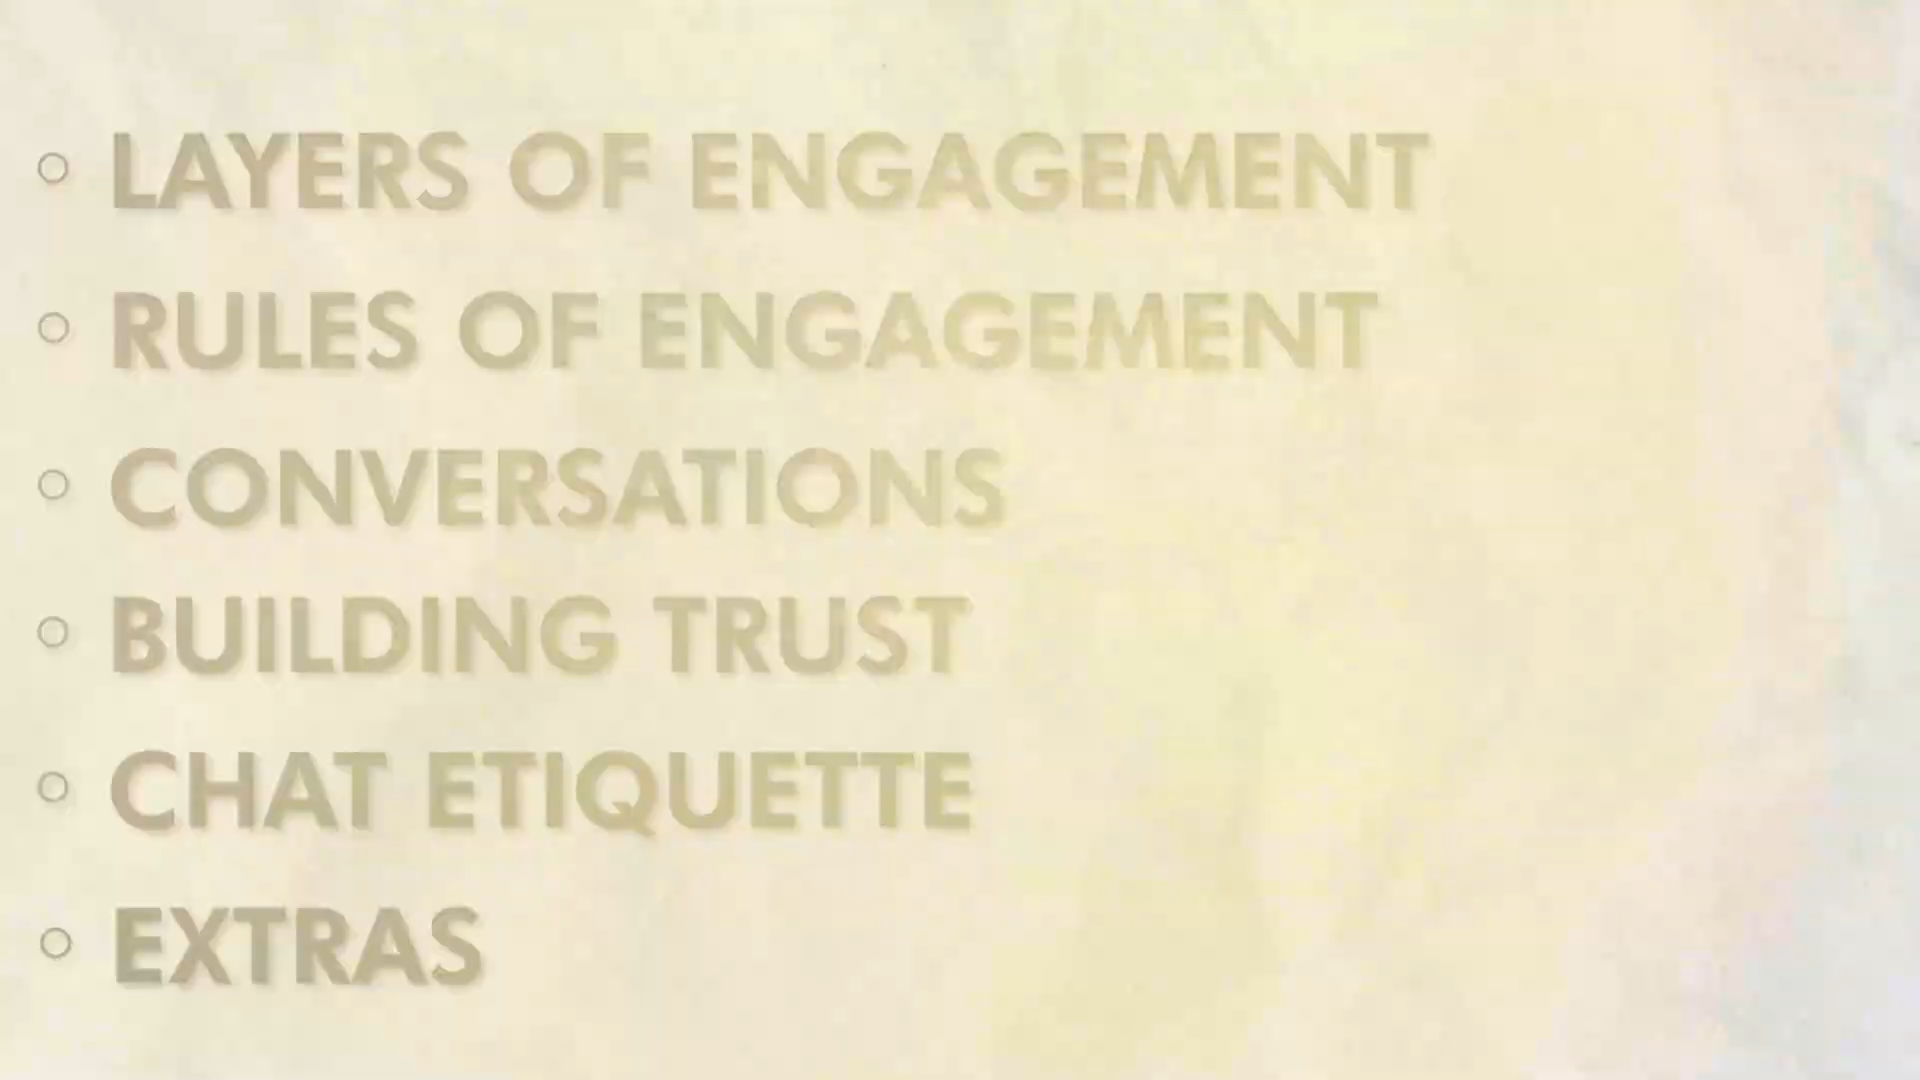 LAYERS OF ENGAGEMENT
RULES OF ENGAGEMENT
CONVERSATIONS
BUILDING TRUST
CHAT ETIQUETTE
EXTRAS